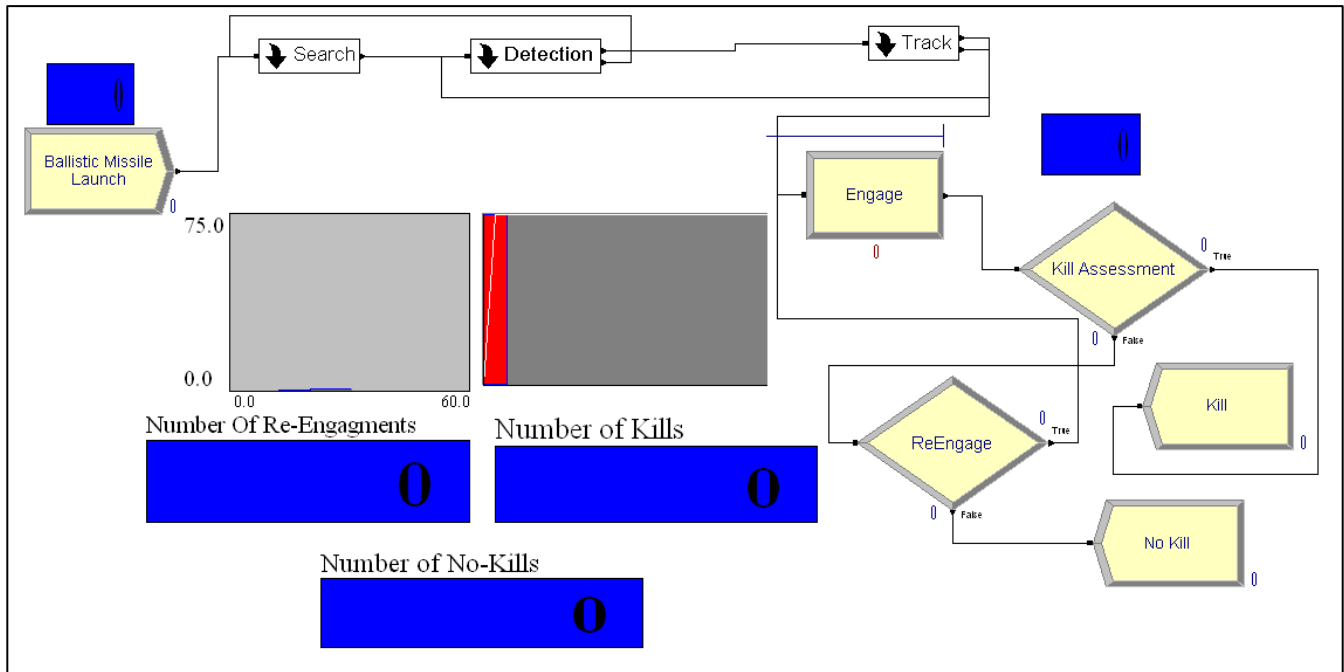 Search
Detection
Track
0
Ballistic Missile
Launch
0
0
Engage
0
Kill Assessment
0
True
0
False
75.0
0.0
0.0
60.0
Number Of Re-Engagments
0
Number of Kills
0
ReEngage
0
True
0
False
Kill
0
No Kill
0
Number of No-Kills
0